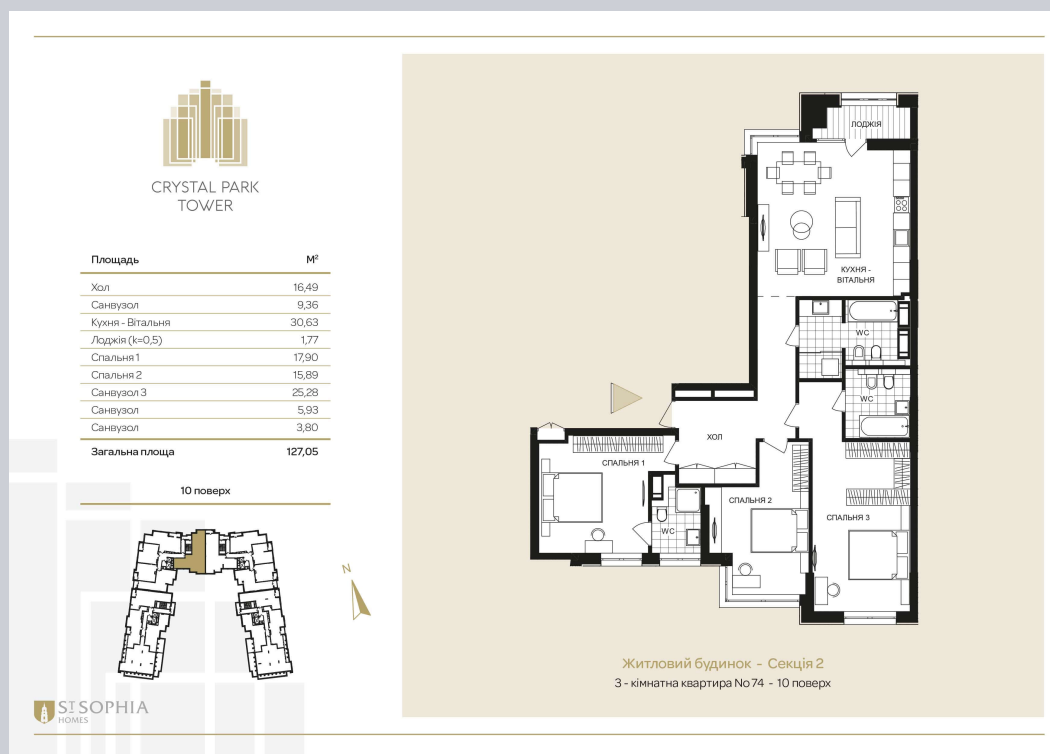 CRYSTAL PARK
TOWER
Площадь М²
Хол 16,49
Санвузол 9,36
Кухня - Вітальня 30,63
Лоджія (k=0,5) 1,77
Спальня 1 17,90
Спальня 2 15,89
Санвузол 3 25,28
Санвузол 5,93
Санвузол 3,80
Загальна площа 127,05
10 поверх
N
ST SOPHIA
HOMES
ЛОДЖІЯ
КУХНЯ -
ВІТАЛЬНЯ
WC
WC
ХОЛ
СПАЛЬНЯ 1
СПАЛЬНЯ 2
СПАЛЬНЯ 3
WC
Житловий будинок - Секція 2
3 - кімнатна квартира No 74 - 10 поверх